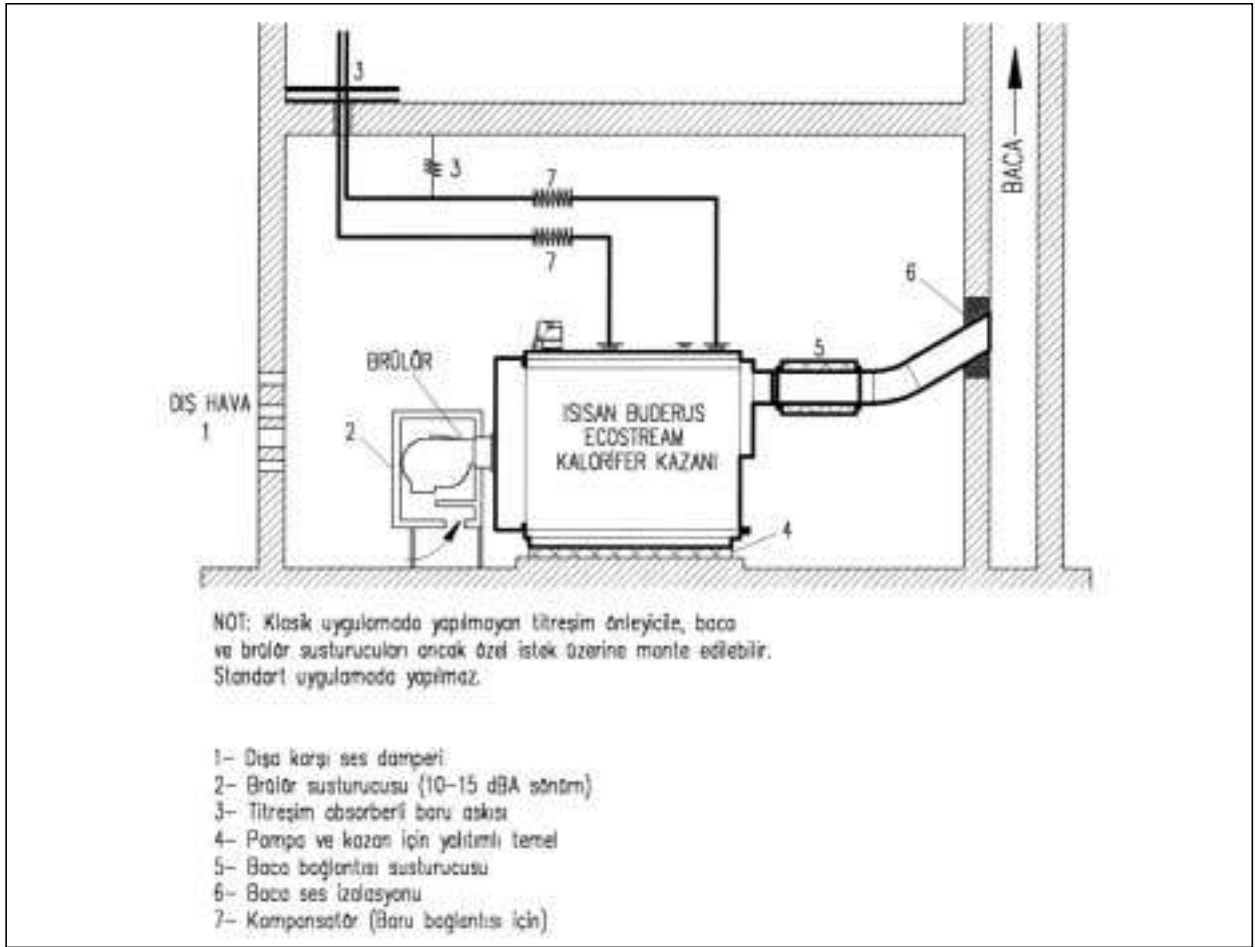 3
3
7
7
BACA
6
5
BRÜLÖR
DIŞ HAVA
1
2
ISISAN BUDERUS
ECOSTREAM
KALORİFER KAZANI
4
NOT: Klasik uygulamada yapılmayan titreşim önleyicile, baca
ve brülör susturucuları ancak özel istek üzerine monte edilebilir.
Standart uygulamada yapılmaz.
1- Dışa karşı ses damperi
2- Brülör susturucusu (10-15 dBA sönüm)
3- Titreşim absorberli boru askısı
4- Pompa ve kazan için yalıtımlı temel
5- Baca bağlantısı susturucusu
6- Baca ses izolasyonu
7- Kompansatör (Boru bağlantısı için)